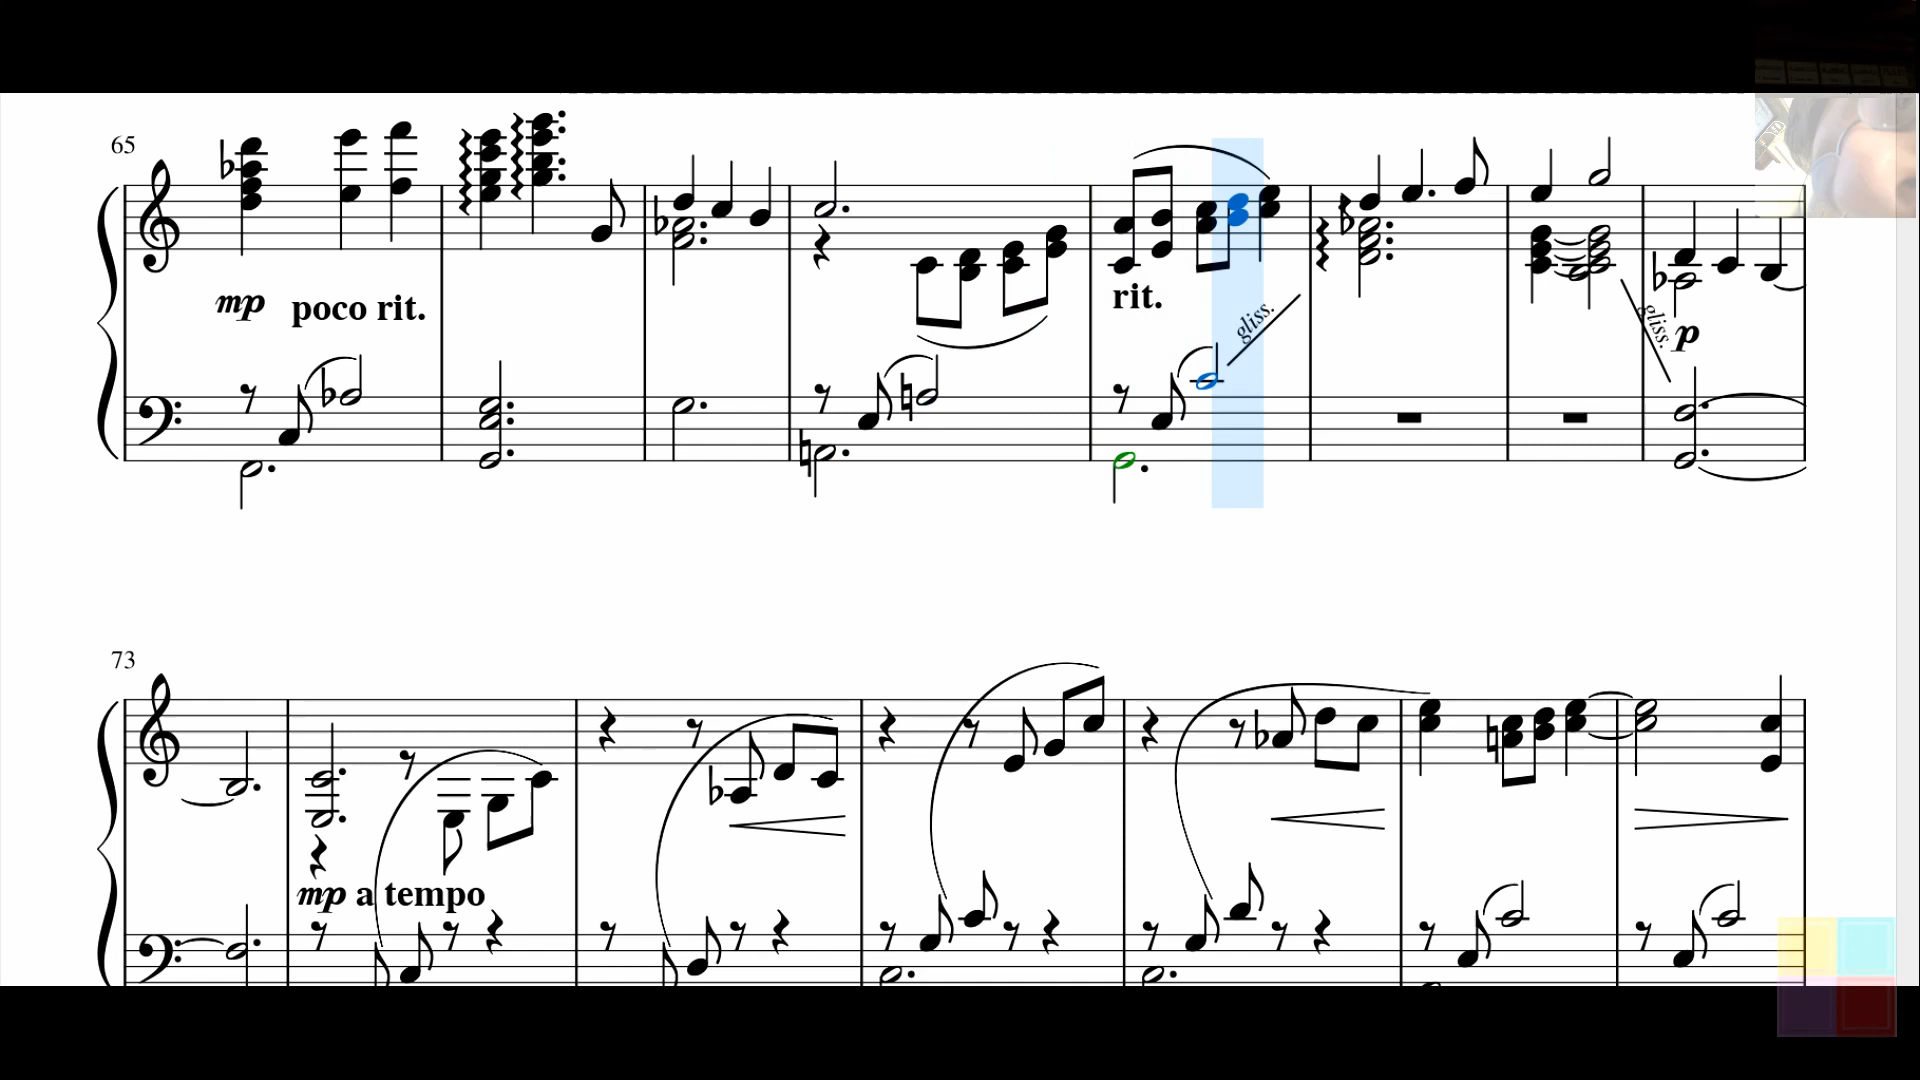 65
mp poco rit.
rit.
gliss.
gliss.
p
73
mp a tempo